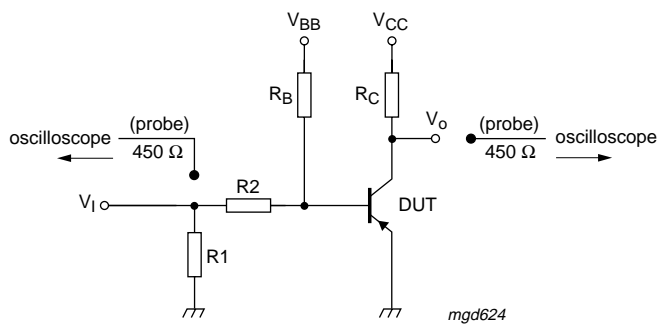 VBB VCC
RB RC
Vo
(probe) (probe)
oscilloscope oscilloscope
450 Ω 450 Ω
R2
VI DUT
R1
mgd624